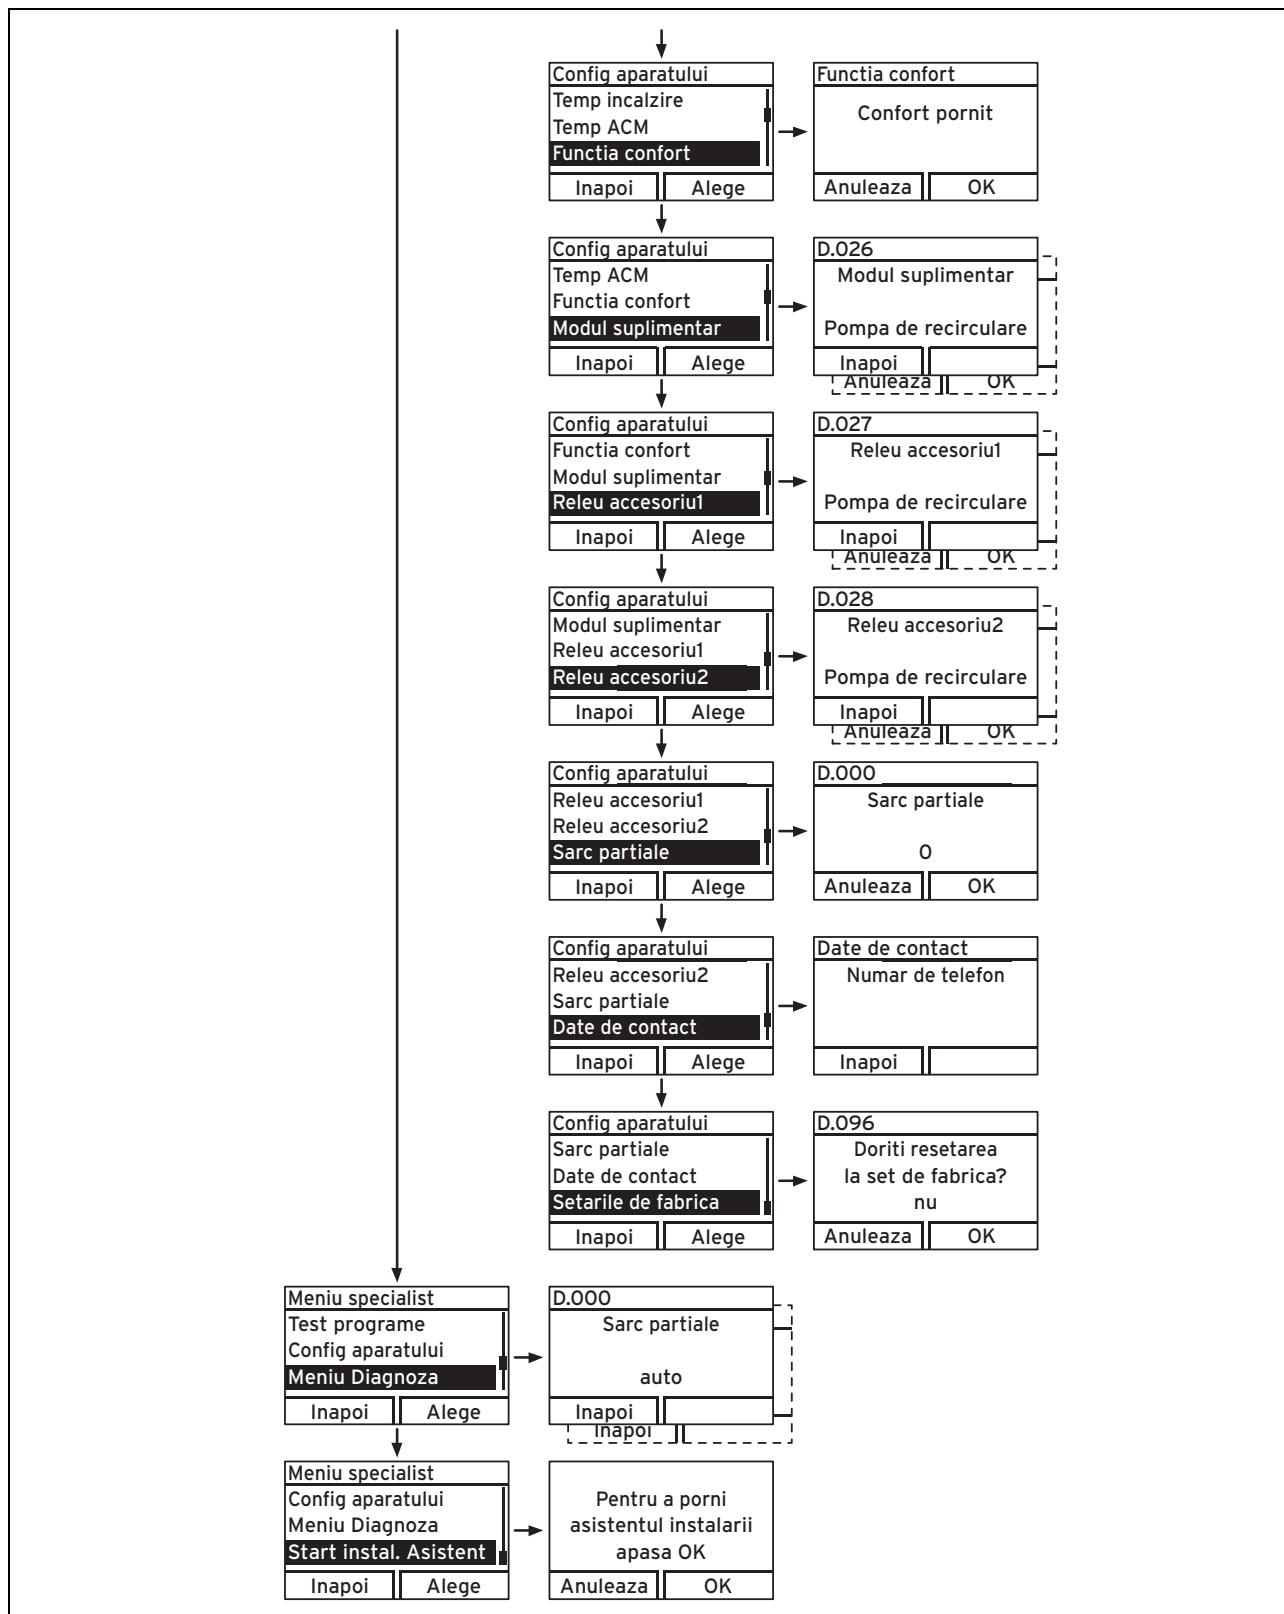 Config aparatului
Temp incalzire
Temp ACM
Functia confort
Inapoi Alege
Functia confort
Confort pornit
Anuleaza OK
Config aparatului
Temp ACM
Functia confort
Modul suplimentar
Inapoi Alege
D.026
Modul suplimentar
Pompa de recirculare
Inapoi
Anuleaza OK
Config aparatului
Functia confort
Modul suplimentar
Releu accesoriu1
Inapoi Alege
D.027
Releu accesoriu1
Pompa de recirculare
Inapoi
Anuleaza OK
Config aparatului
Modul suplimentar
Releu accesoriu1
Releu accesoriu2
Inapoi Alege
D.028
Releu accesoriu2
Pompa de recirculare
Inapoi
Anuleaza OK
Config aparatului
Releu accesoriu1
Releu accesoriu2
Sarc partiale
Inapoi Alege
D.000
Sarc partiale
0
Anuleaza OK
Config aparatului
Releu accesoriu2
Sarc partiale
Date de contact
Inapoi Alege
Date de contact
Numar de telefon
Inapoi
Config aparatului
Sarc partiale
Date de contact
Setarile de fabrica
Inapoi Alege
D.096
Doriti resetarea
la set de fabrica?
nu
Anuleaza OK
Meniu specialist
Test programe
Config aparatului
Meniu Diagnoza
Inapoi Alege
D.000
Sarc partiale
auto
Inapoi
Inapoi
Meniu specialist
Config aparatului
Meniu Diagnoza
Start instal. Asistent
Inapoi Alege
Pentru a porni
asistentul instalarii
apasa OK
Anuleaza OK